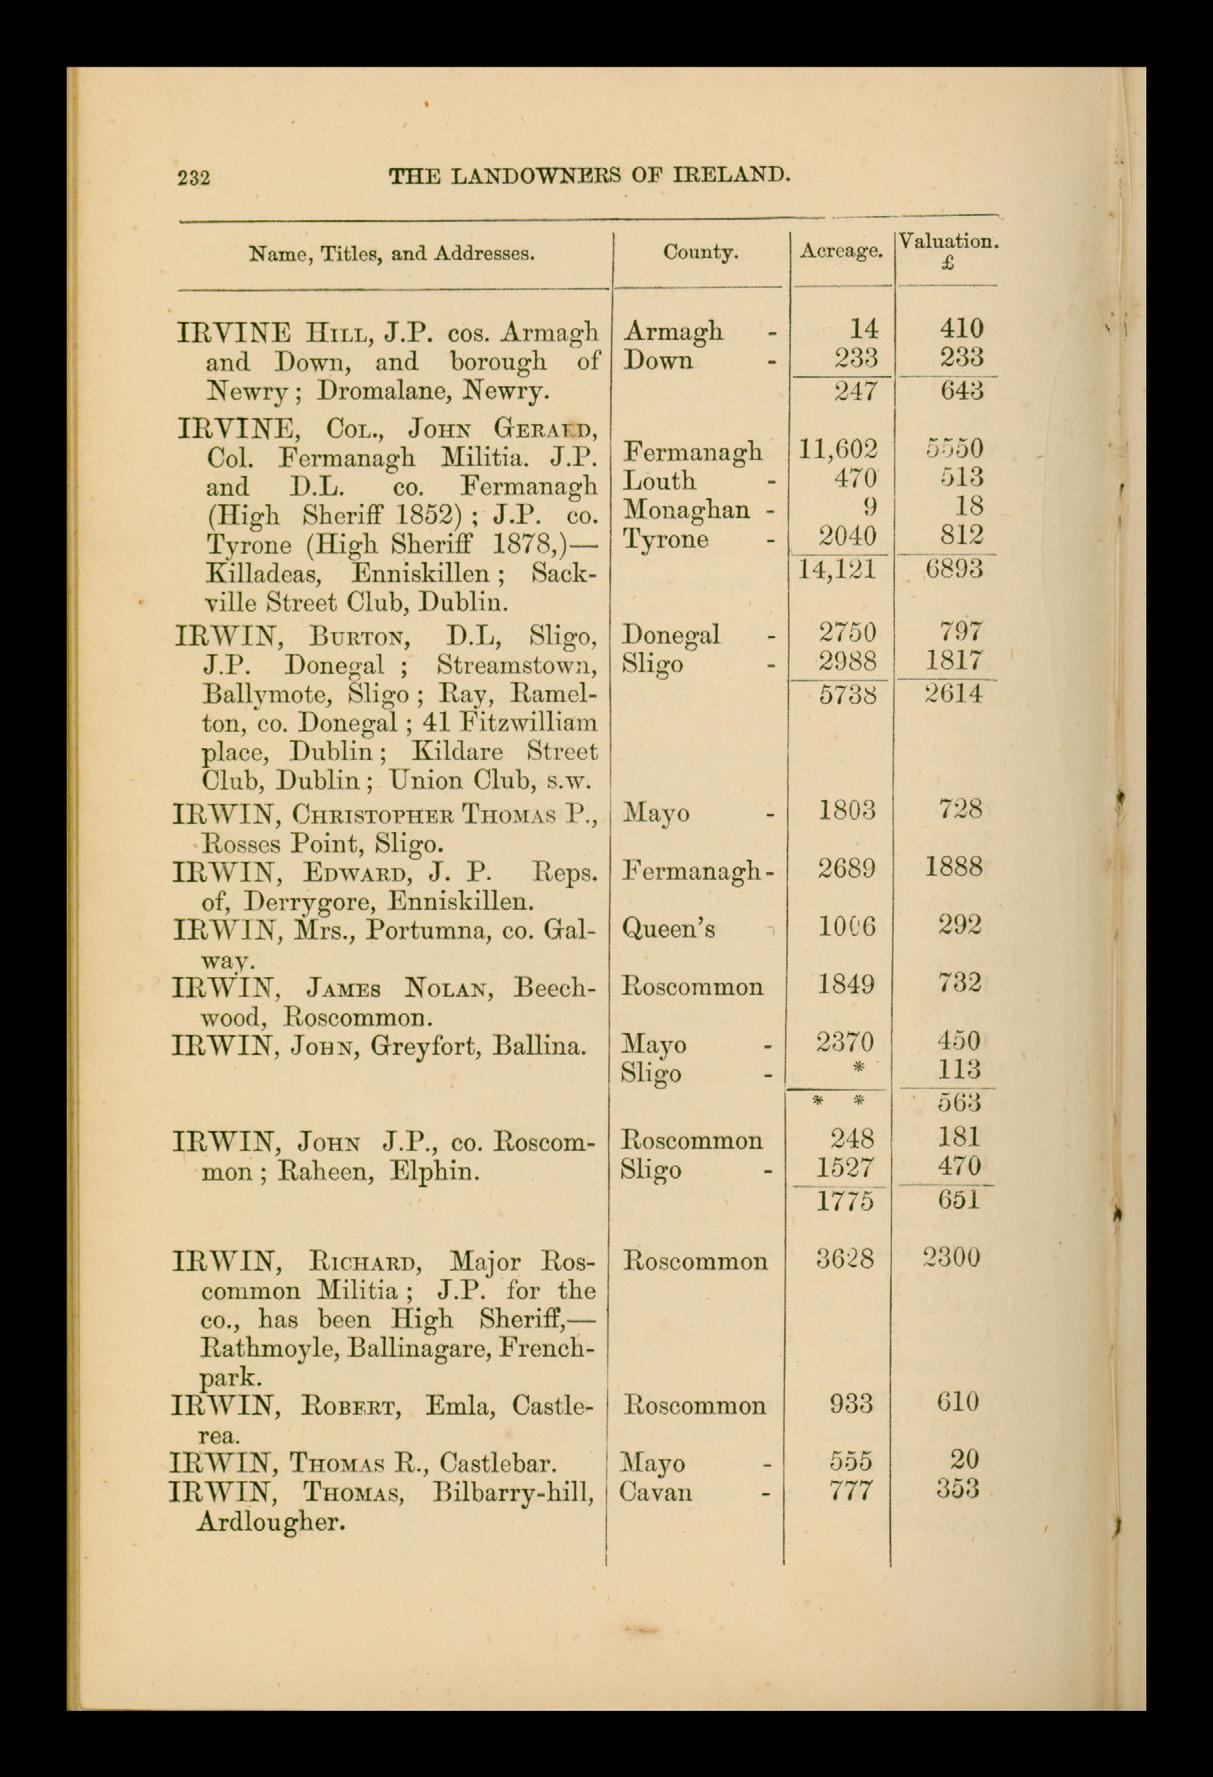 232 THE LANDOWNERS OF IRELAND.
Name, Titles, and Addresses. County. Acreage. Valuation. £
IRVINE HILL, J.P. cos. Armagh Armagh - 14 410
and Down, and borough of Down - 233 233
Newry ; Dromalane, Newry. 247 643
IRVINE, COL., JOHN GERARD,
Col. Fermanagh Militia. J.P. Fermanagh 11,602 5550
and D.L. co. Fermanagh Louth - 470 513
(High Sheriff 1852) ; J.P. co. Monaghan - 9 18
Tyrone (High Sheriff 1878,)— Tyrone - 2040 812
Killadeas, Enniskillen ; Sack- 14,121 6893
ville Street Club, Dublin.
IRWIN, BURTON, D.L, Sligo, Donegal - 2750 797
J.P. Donegal ; Streamstown, Sligo - 2988 1817
Ballymote, Sligo ; Ray, Ramel- 5738 2614
ton, co. Donegal ; 41 Fitzwilliam
place, Dublin ; Kildare Street
Club, Dublin ; Union Club, S.W.
IRWIN, CHRISTOPHER THOMAS P., Mayo - 1803 728
Rosses Point, Sligo.
IRWIN, EDWARD, J. P. Reps. Fermanagh - 2689 1888
of, Derrygore, Enniskillen.
IRWIN, Mrs., Portumna, co. Gal- Queen's - 1006 292
way.
IRWIN, JAMES NOLAN, Beech- Roscommon 1849 732
wood, Roscommon.
IRWIN, JOHN, Greyfort, Ballina. Mayo - 2370 450
Sligo - * 113
* * 563
IRWIN, JOHN J.P., co. Roscom- Roscommon 248 181
mon ; Raheen, Elphin. Sligo - 1527 470
1775 651
IRWIN, RICHARD, Major Ros- Roscommon 3628 2300
common Militia ; J.P. for the
co., has been High Sheriff,—
Rathmoyle, Ballinagare, French-
park.
IRWIN, ROBERT, Emla, Castle- Roscommon 933 610
rea.
IRWIN, THOMAS R., Castlebar. Mayo - 555 20
IRWIN, THOMAS, Bilbarry-hill, Cavan - 777 353
Ardlougher.